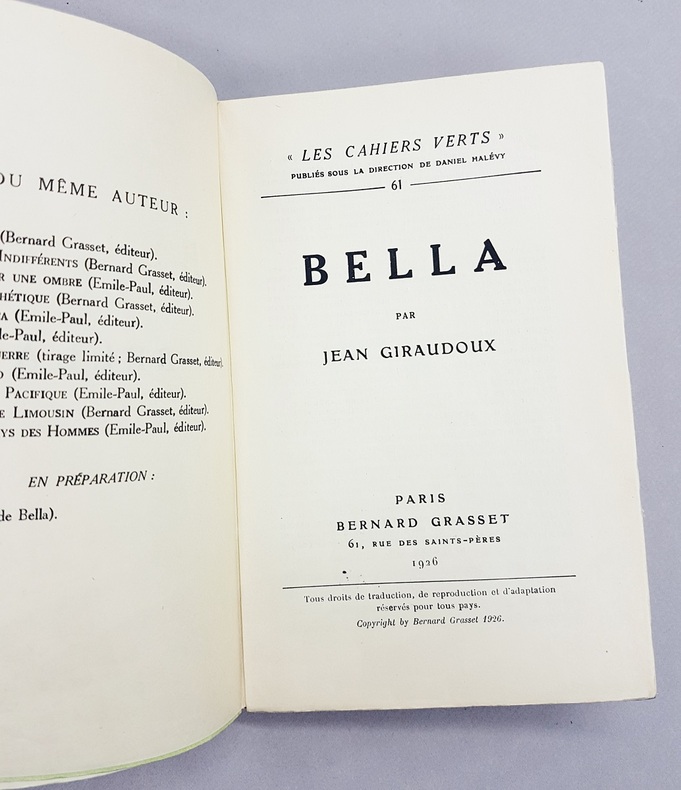 DU MÊME AUTEUR :
(Bernard Grasset, éditeur).
INDIFFÉRENTS (Bernard Grasset, éditeur).
R UNE OMBRE (Emile-Paul, éditeur).
HÉTIQUE (Bernard Grasset, éditeur).
A (Emile-Paul, éditeur).
le-Paul, éditeur).
ERRE (tirage limité ; Bernard Grasset, éditeur)
O (Emile-Paul, éditeur).
PACIFIQUE (Emile-Paul, éditeur).
E LIMOUSIN (Bernard Grasset, éditeur).
YS DES HOMMES (Emile-Paul, éditeur).
EN PRÉPARATION :
de Bella).
« LES CAHIERS VERTS »
PUBLIÉS SOUS LA DIRECTION DE DANIEL HALÉVY
61
BELLA
PAR
JEAN GIRAUDOUX
PARIS
BERNARD GRASSET
61, RUE DES SAINTS-PÈRES
1926
Tous droits de traduction, de reproduction et d'adaptation
réservés pour tous pays.
Copyright by Bernard Grasset 1926.